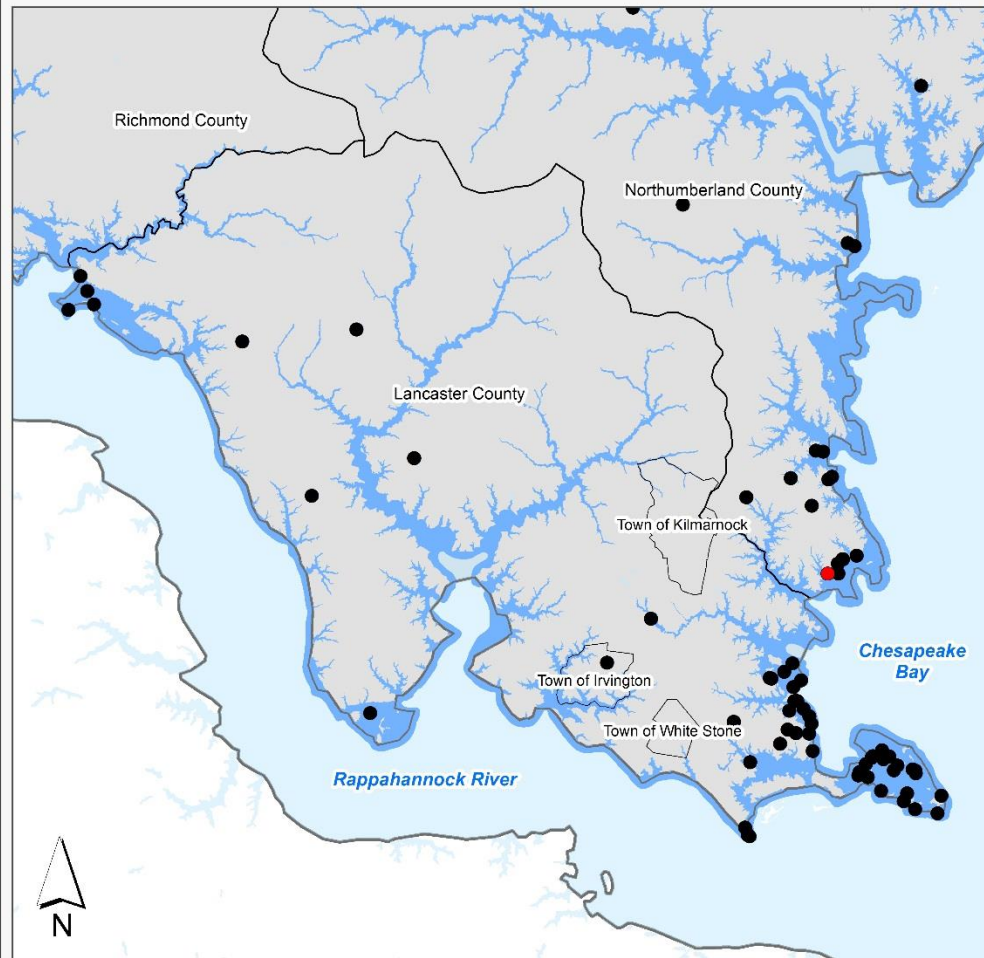 Richmond County
Northumberland County
Lancaster County
Town of Kilmarnock
Chesapeake
Bay
Town of Irvington
Town of White Stone
Rappahannock River
N